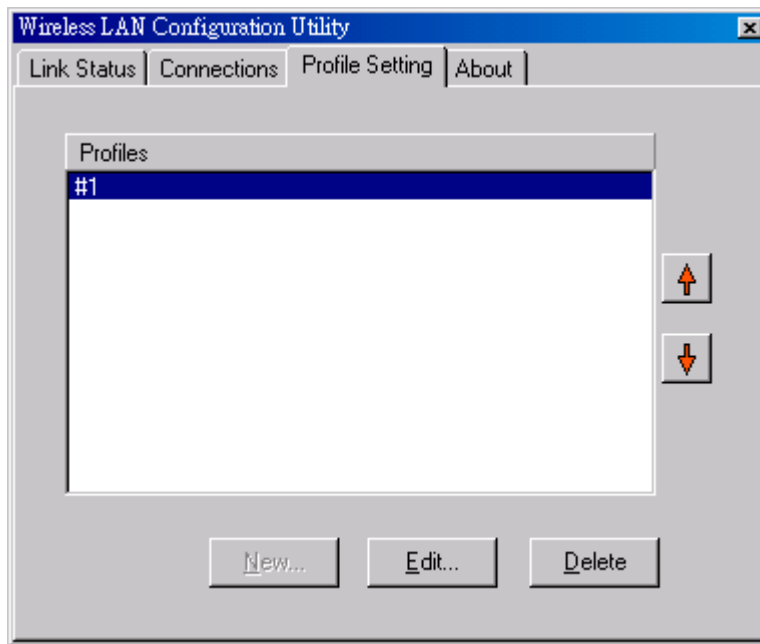 Wireless LAN Configuration Utility
Link Status Connections Profile Setting About
Profiles
#1
New... Edit... Delete